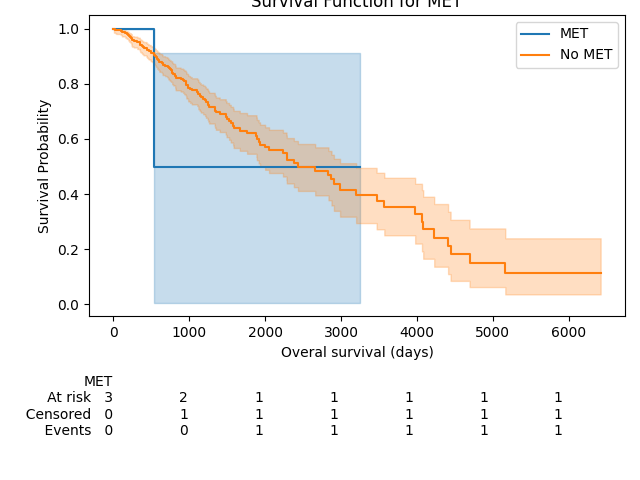 Survival Function for MET
1.0
0.8
0.6
0.4
0.2
0.0
Survival Probability
MET
No MET
0 1000 2000 3000 4000 5000 6000
Overal survival (days)
MET
At risk 3 2 1 1 1 1 1
Censored 0 1 1 1 1 1 1
Events 0 0 1 1 1 1 1